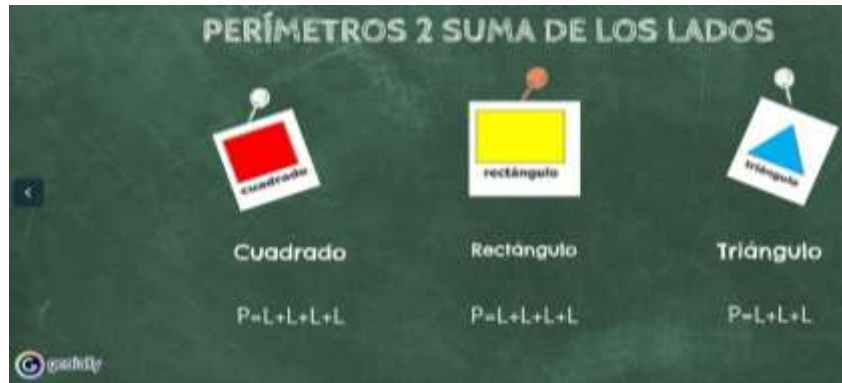 PERÍMETROS 2 SUMA DE LOS LADOS
cuadrado
rectángulo
triángulo
Cuadrado
Rectángulo
Triángulo
P=L+L+L+L
P=L+L+L+L
P=L+L+L
genially